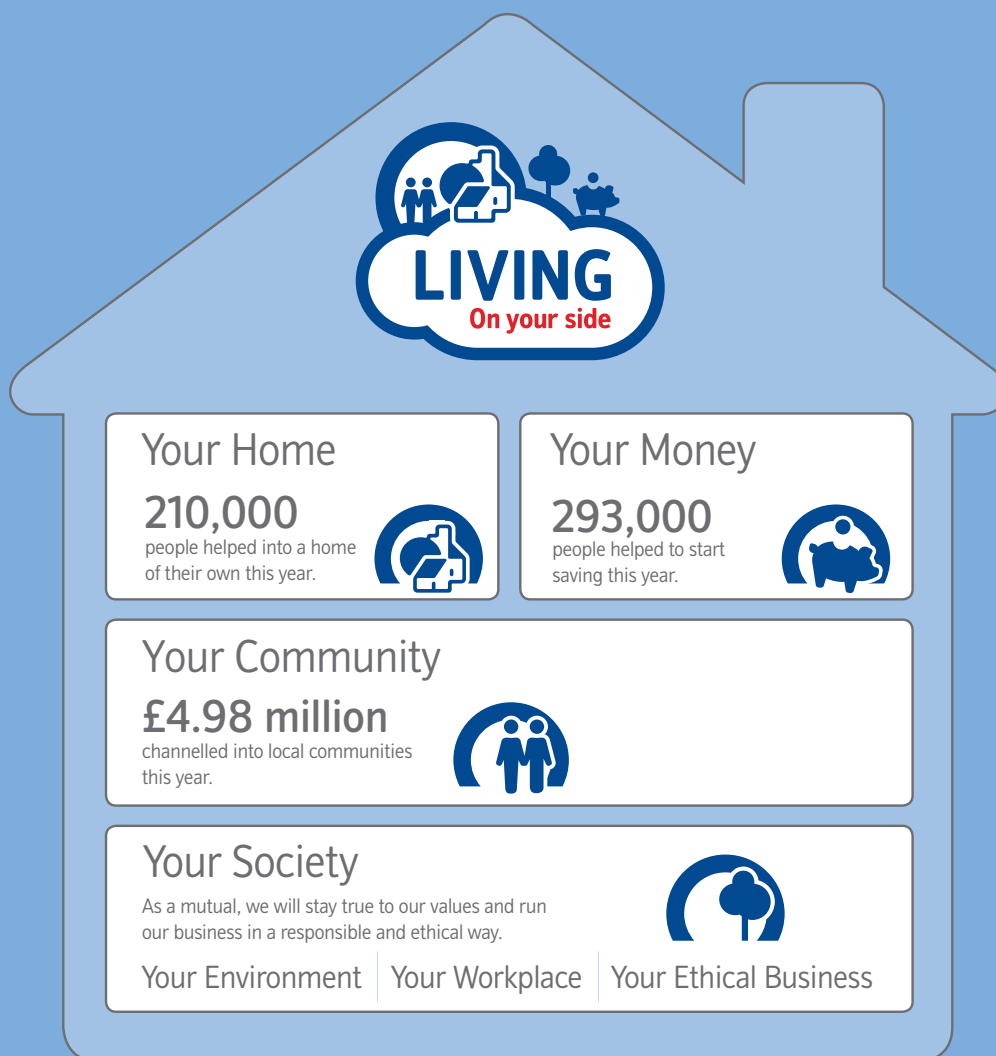 LIVING
On your side
Your Home
210,000
people helped into a home
of their own this year.
Your Money
293,000
people helped to start
saving this year.
Your Community
£4.98 million
channelled into local communities
this year.
Your Society
As a mutual, we will stay true to our values and run
our business in a responsible and ethical way.
Your Environment
Your Workplace
Your Ethical Business